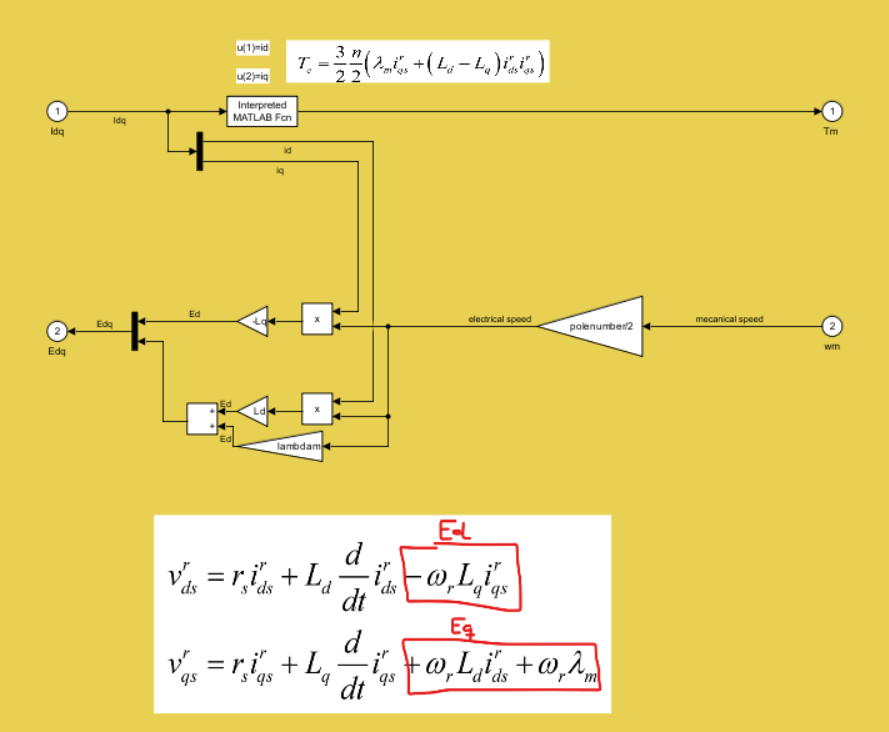 u(1)=id
u(2)=iq
T_e = 3/2 n/2 (λ_m i^r_qs + (L_d − L_q) i^r_ds i^r_qs)
1
Idq
Idq
Interpreted
MATLAB Fcn
1
Tm
id
iq
2
Edq
Edq
Ed
-Lq
x
electrical speed
polenumber/2
mecanical speed
2
wm
+
+
Ed
Ed
Ld
x
lambdam
Ed
v^r_ds = r_s i^r_ds + L_d d/dt i^r_ds − ω_r L_q i^r_qs
Eq
v^r_qs = r_s i^r_qs + L_q d/dt i^r_qs + ω_r L_d i^r_ds + ω_r λ_m